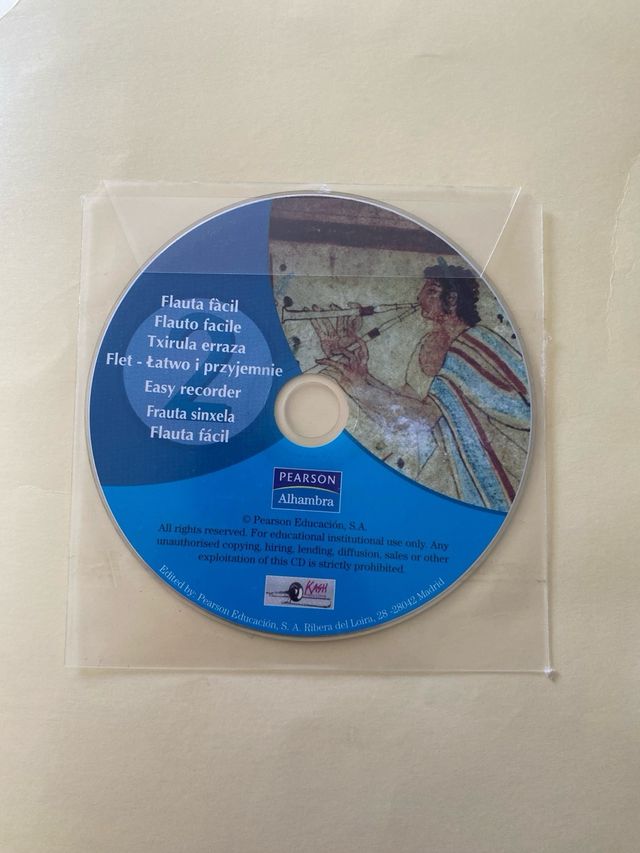 Flauta fàcil
Flauto facile
Txirula erraza
Flet - Łatwo i przyjemnie
Easy recorder
Frauta sinxela
Flauta fácil
2
PEARSON
Alhambra
© Pearson Educación, S.A.
All rights reserved. For educational institutional use only. Any
unauthorised copying, hiring, lending, diffusion, sales or other
exploitation of this CD is strictly prohibited.
KASH
Edited by: Pearson Educación, S. A. Ribera del Loira, 28 -28042 Madrid